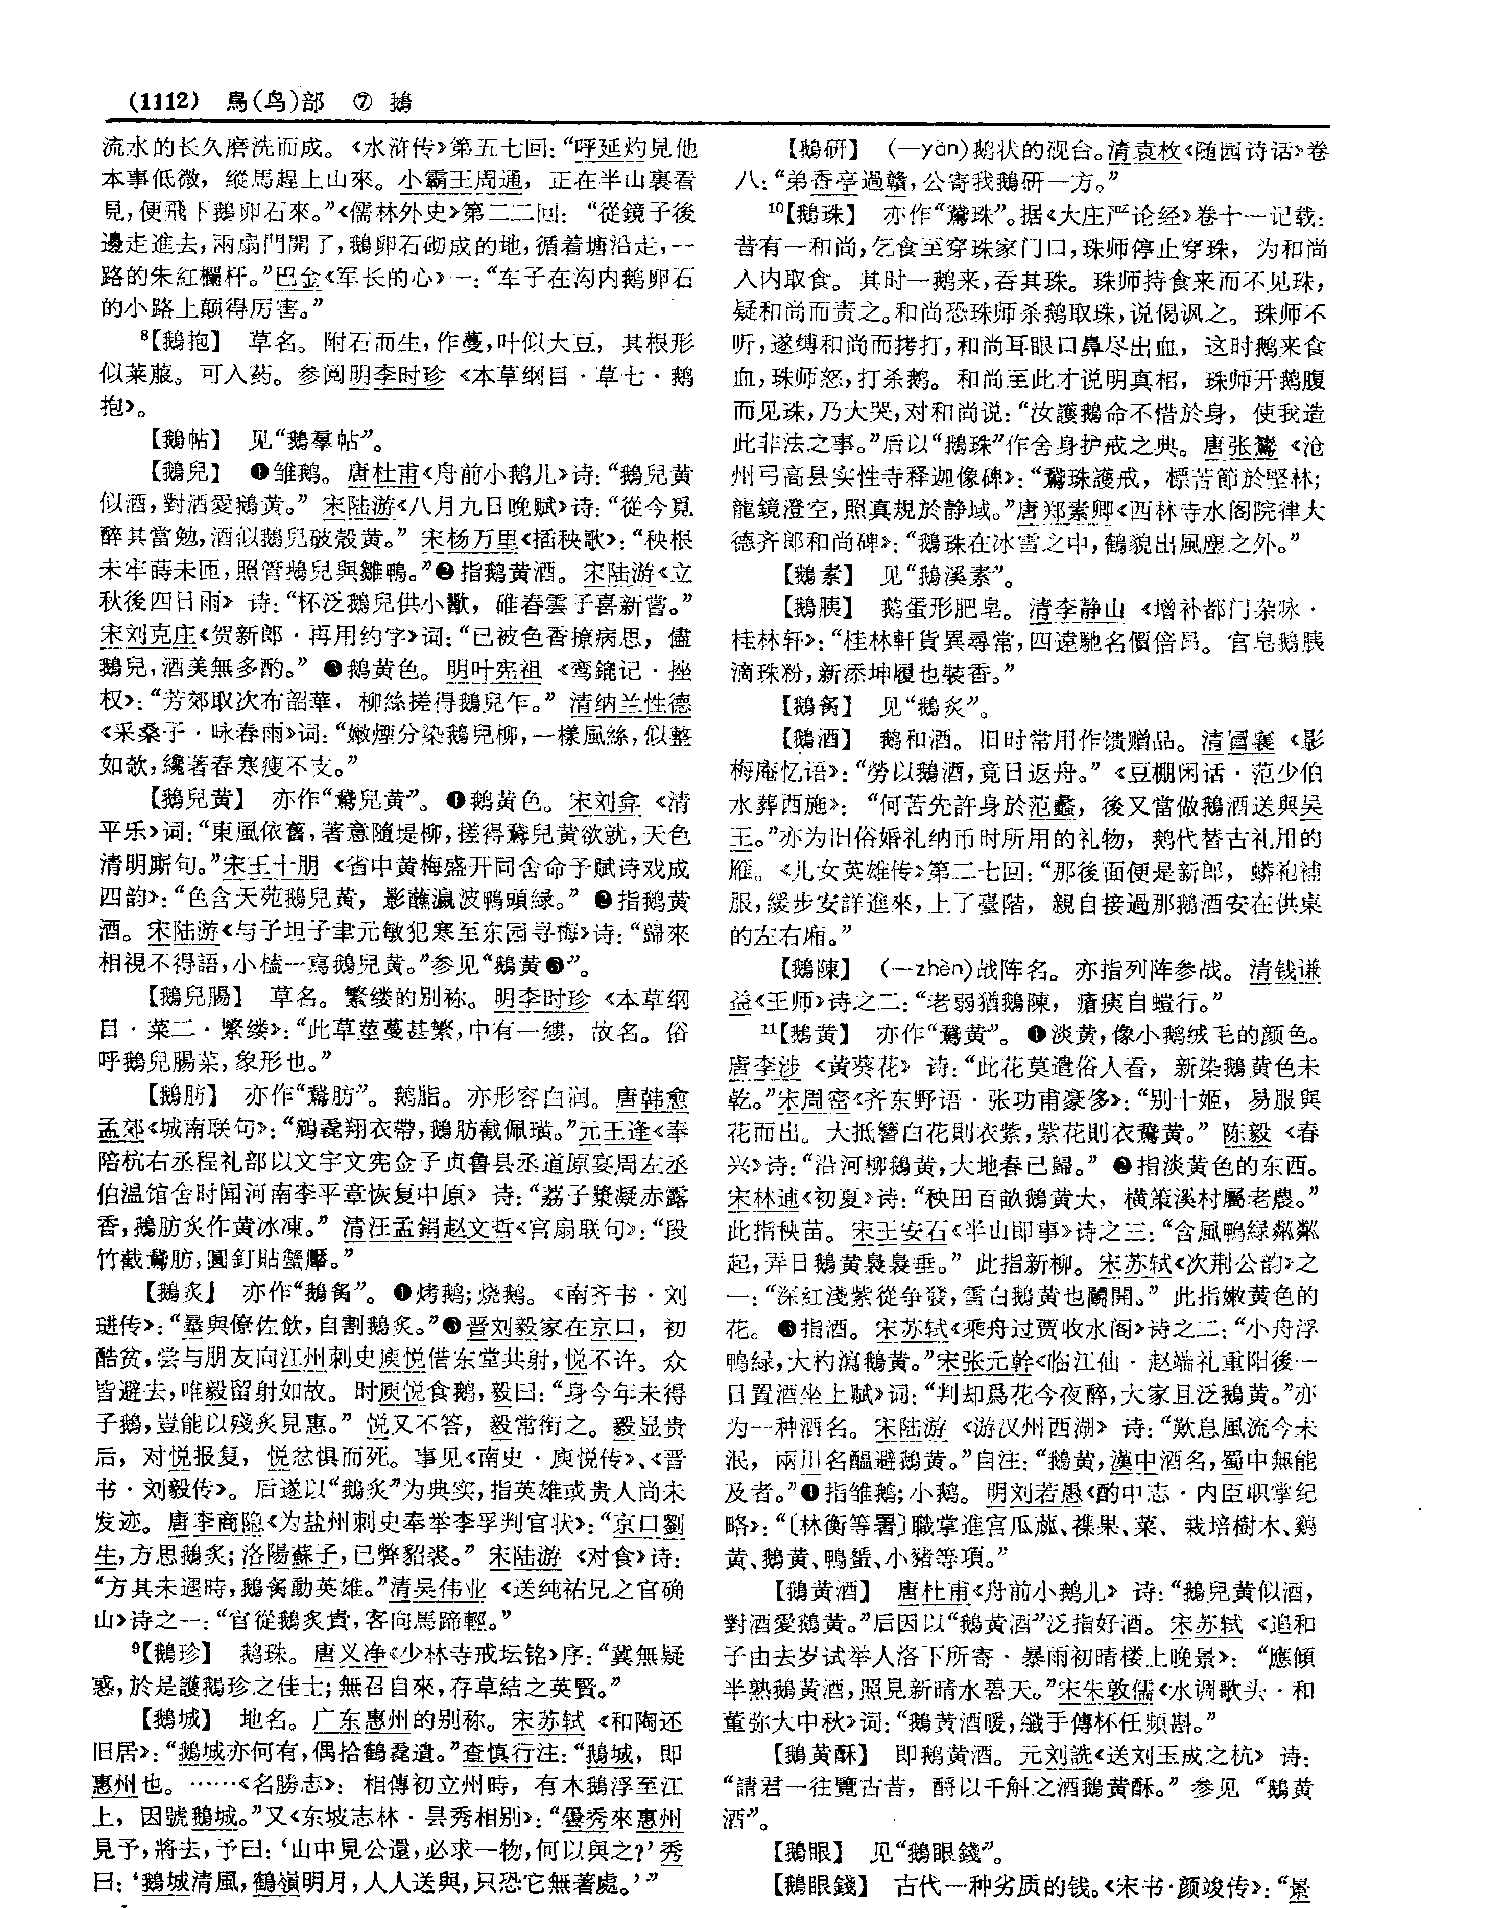 (1112) 鳥(鸟)部 ⑦ 鵝
流水的长久磨洗而成。《水浒传》第五七回:“呼延灼見他
本事低微，縱馬趕上山來。小霸王周通，正在半山裏看
見,便飛下鵝卵石來。”《儒林外史》第二二回:“從鏡子後
邊走進去,兩扇門開了,鵝卵石砌成的地,循着塘沿走,一
路的朱紅欄杆。”巴金《军长的心》一:“车子在沟内鹅卵石
的小路上颠得厉害。”
⁸【鵝抱】 草名。附石而生,作蔓,叶似大豆，其根形
似莱菔。可入药。参阅明李时珍《本草纲目·草七·鹅
抱》。
【鵝帖】 见“鵝羣帖”。
【鵝兒】 ❶雏鹅。唐杜甫《舟前小鹅儿》诗:“鵝兒黄
似酒,對酒愛鵝黄。”宋陆游《八月九日晚赋》诗:“從今覓
醉其當勉,酒似鵝兒破殼黄。”宋杨万里《插秧歌》:“秧根
未牢蒔未匝,照管鵝兒與雛鴨。”❷指鹅黄酒。宋陆游《立
秋後四日雨》诗:“杯泛鵝兒供小歠，碓舂雲子喜新嘗。”
宋刘克庄《贺新郎·再用约字》词:“已被色香撩病思，儘
鵝兒,酒美無多酌。”❸鹅黄色。明叶宪祖《鸾鎞记·挫
权》:“芳郊取次布韶華，柳絲搓得鵝兒乍。”清纳兰性德
《采桑子·咏春雨》词:“嫩煙分染鵝兒柳,一樣風絲,似整
如欹,纔著春寒瘦不支。”
【鵝兒黄】 亦作“鵞兒黄”。❶鹅黄色。宋刘弇《清
平乐》词:“東風依舊,著意隨堤柳,搓得鵞兒黄欲就,天色
清明廝句。”宋王十朋《省中黄梅盛开同舍命予赋诗戏成
四韵》:“色含天苑鵝兒黄，影蘸瀛波鴨頭緑。”❷指鹅黄
酒。宋陆游《与子坦子聿元敏犯寒至东园寻梅》诗:“歸來
相視不得語,小榼一寫鵝兒黄。”参见“鵝黄❸”。
【鵝兒腸】 草名。繁缕的别称。明李时珍《本草纲
目·菜二·繁缕》:“此草莖蔓甚繁,中有一縷，故名。俗
呼鵝兒腸菜,象形也。”
【鵝肪】 亦作“鵞肪”。鹅脂。亦形容白润。唐韩愈
孟郊《城南联句》:“鶴毳翔衣帶,鵝肪截佩璜。”元王逢《奉
陪杭右丞程礼部以文宇文宪佥子贞鲁县丞道原宴周左丞
伯温馆舍时闻河南李平章恢复中原》诗:“荔子漿凝赤露
香,鵝肪炙作黄冰凍。”清汪孟鋗赵文哲《宫扇联句》:“段
竹截鵞肪,圓釘貼蟹匾。”
【鵝炙】 亦作“鵝胾”。❶烤鹅;烧鹅。《南齐书·刘
琎传》:“曇與僚佐飲,自割鵝炙。”❷晋刘毅家在京口，初
酷贫,尝与朋友向江州刺史庾悦借东堂共射,悦不许。众
皆避去,唯毅留射如故。时庾悦食鹅,毅曰:“身今年未得
子鵝,豈能以殘炙見惠。”悦又不答，毅常衔之。毅显贵
后，对悦报复，悦忿惧而死。事见《南史·庾悦传》、《晋
书·刘毅传》。后遂以“鵝炙”为典实,指英雄或贵人尚未
发迹。唐李商隐《为盐州刺史奉举李孚判官状》:“京口劉
生,方思鵝炙;洛陽蘇子,已弊貂裘。”宋陆游《对食》诗:
“方其未遇時,鵝胾動英雄。”清吴伟业《送纯祜兄之官确
山》诗之一:“官從鵝炙貴,客向馬蹄輕。”
⁹【鵝珍】 鹅珠。唐义净《少林寺戒坛铭》序:“冀無疑
惑,於是護鵝珍之佳士;無召自來,存草結之英賢。”
【鵝城】 地名。广东惠州的别称。宋苏轼《和陶还
旧居》:“鵝城亦何有,偶拾鶴毳遺。”查慎行注:“鵝城，即
惠州也。……《名勝志》：相傳初立州時，有木鵝浮至江
上，因號鵝城。”又《东坡志林·昙秀相别》:“曇秀來惠州
見予,將去,予曰:‘山中見公還,必求一物,何以與之?’秀
曰:‘鵝城清風,鶴嶺明月,人人送與,只恐它無著處。’”
【鵝研】 (一yàn)鹅状的砚台。清袁枚《随园诗话》卷
八:“弟香亭過贛,公寄我鵝研一方。”
¹⁰【鵝珠】 亦作“鵞珠”。据《大庄严论经》卷十一记载:
昔有一和尚,乞食至穿珠家门口,珠师停止穿珠，为和尚
入内取食。其时一鹅来,吞其珠。珠师持食来而不见珠,
疑和尚而责之。和尚恐珠师杀鹅取珠,说偈讽之。珠师不
听,遂缚和尚而拷打,和尚耳眼口鼻尽出血，这时鹅来食
血,珠师怒,打杀鹅。和尚至此才说明真相，珠师开鹅腹
而见珠,乃大哭,对和尚说:“汝護鵝命不惜於身，使我造
此非法之事。”后以“鵝珠”作舍身护戒之典。唐张鷟《沧
州弓高县实性寺释迦像碑》:“鵞珠護戒，標苦節於堅林;
龍鏡澄空,照真規於静域。”唐郑素卿《西林寺水阁院律大
德齐郎和尚碑》:“鵝珠在冰雪之中,鶴貌出風塵之外。”
【鵝素】 见“鵝溪素”。
【鵝胰】 鹅蛋形肥皂。清李静山《增补都门杂咏·
桂林轩》:“桂林軒貨異尋常,四遠馳名價倍昂。宫皂鵝胰
滴珠粉,新添坤履也裝香。”
【鵝胾】 见“鵝炙”。
【鵝酒】 鹅和酒。旧时常用作馈赠品。清冒襄《影
梅庵忆语》:“勞以鵝酒,竟日返舟。”《豆棚闲话·范少伯
水葬西施》：“何苦先許身於范蠡，後又當做鵝酒送與吴
王。”亦为旧俗婚礼纳币时所用的礼物，鹅代替古礼用的
雁。《儿女英雄传》第二七回:“那後面便是新郎，蟒袍補
服,緩步安詳進來,上了臺階，親自接過那鵝酒安在供桌
的左右廂。”
【鵝陳】 (一zhèn)战阵名。亦指列阵参战。清钱谦
益《王师》诗之二:“老弱猶鵝陳，瘡痍自螘行。”
¹¹【鵝黄】 亦作“鵞黄”。❶淡黄,像小鹅绒毛的颜色。
唐李涉《黄葵花》诗:“此花莫遣俗人看，新染鵝黄色未
乾。”宋周密《齐东野语·张功甫豪侈》:“别十姬，易服與
花而出。大抵簪白花則衣紫,紫花則衣鵞黄。”陈毅《春
兴》诗:“沿河柳鵝黄,大地春已歸。”❷指淡黄色的东西。
宋林逋《初夏》诗:“秧田百畝鵝黄大，橫策溪村屬老農。”
此指秧苗。宋王安石《半山即事》诗之三:“含風鴨緑粼粼
起,弄日鵝黄裊裊垂。”此指新柳。宋苏轼《次荆公韵》之
一:“深紅淺紫從争發,雪白鵝黄也鬭開。”此指嫩黄色的
花。❸指酒。宋苏轼《乘舟过贾收水阁》诗之二:“小舟浮
鴨緑,大杓瀉鵝黄。”宋张元幹《临江仙·赵端礼重阳後一
日置酒坐上赋》词:“判却爲花今夜醉,大家且泛鵝黄。”亦
为一种酒名。宋陆游《游汉州西湖》诗:“歎息風流今未
泯，兩川名醖避鵝黄。”自注:“鵝黄,漢中酒名,蜀中無能
及者。”❹指雏鹅;小鹅。明刘若愚《酌中志·内臣职掌纪
略》:“〔林衡等署〕職掌進宫瓜蓏、襍果、菜，栽培樹木、鷄
黄、鵝黄、鴨蛋、小豬等項。”
【鵝黄酒】 唐杜甫《舟前小鹅儿》诗:“鵝兒黄似酒,
對酒愛鵝黄。”后因以“鵝黄酒”泛指好酒。宋苏轼《追和
子由去岁试举人洛下所寄·暴雨初晴楼上晚景》：“應傾
半熟鵝黄酒,照見新晴水碧天。”宋朱敦儒《水调歌头·和
董弥大中秋》词:“鵝黄酒暖,纖手傳杯任頻斟。”
【鵝黄酥】 即鹅黄酒。元刘詵《送刘玉成之杭》诗:
“請君一往覽古昔，酹以千斛之酒鵝黄酥。”参见“鵝黄
酒”。
【鵝眼】 见“鵝眼錢”。
【鵝眼錢】 古代一种劣质的钱。《宋书·颜竣传》:“景